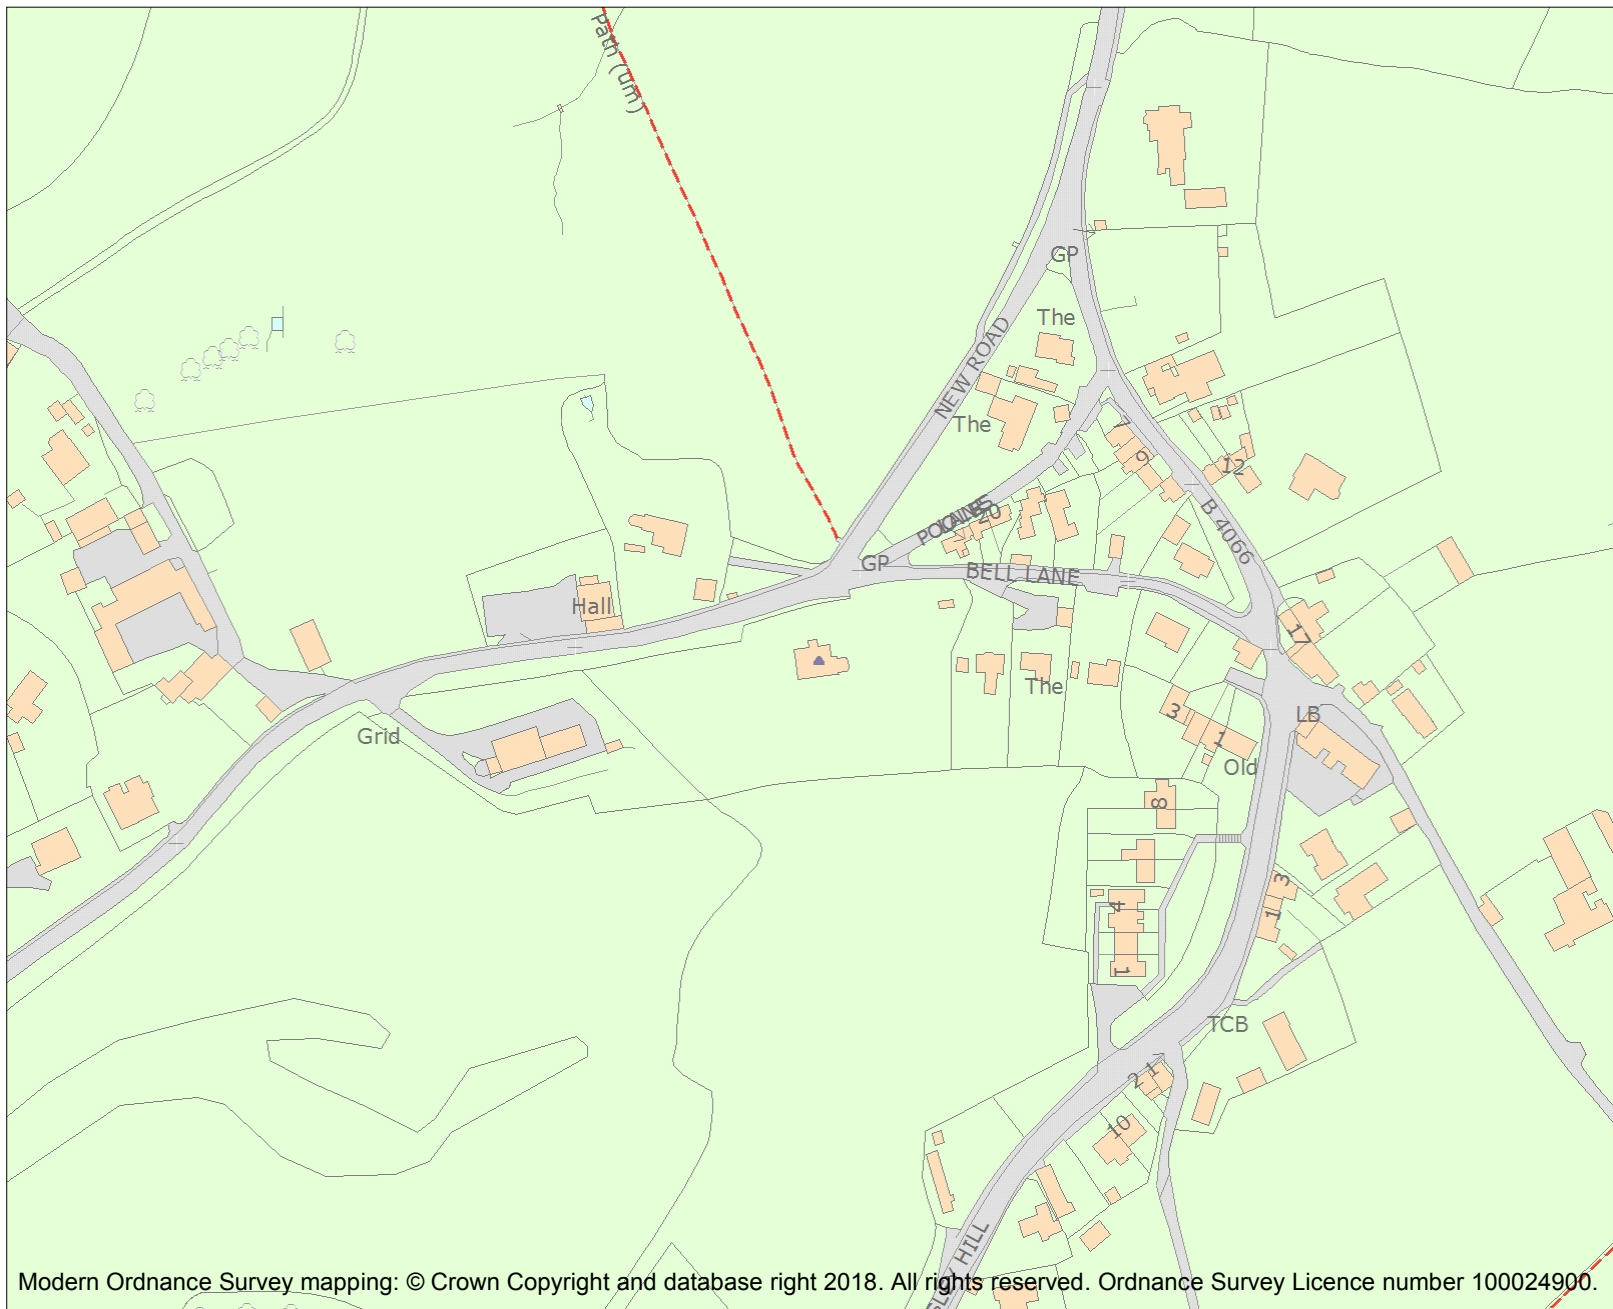 Path (um)
GP
The
NEW ROAD
The
7
9
12
B 4066
20
GP
BELL LANE
Hall
17
The
3
LB
1
Grid
Old
8
3
4
1
1
TCB
2 1
10
HILL
Modern Ordnance Survey mapping: © Crown Copyright and database right 2018. All rights reserved. Ordnance Survey Licence number 100024900.